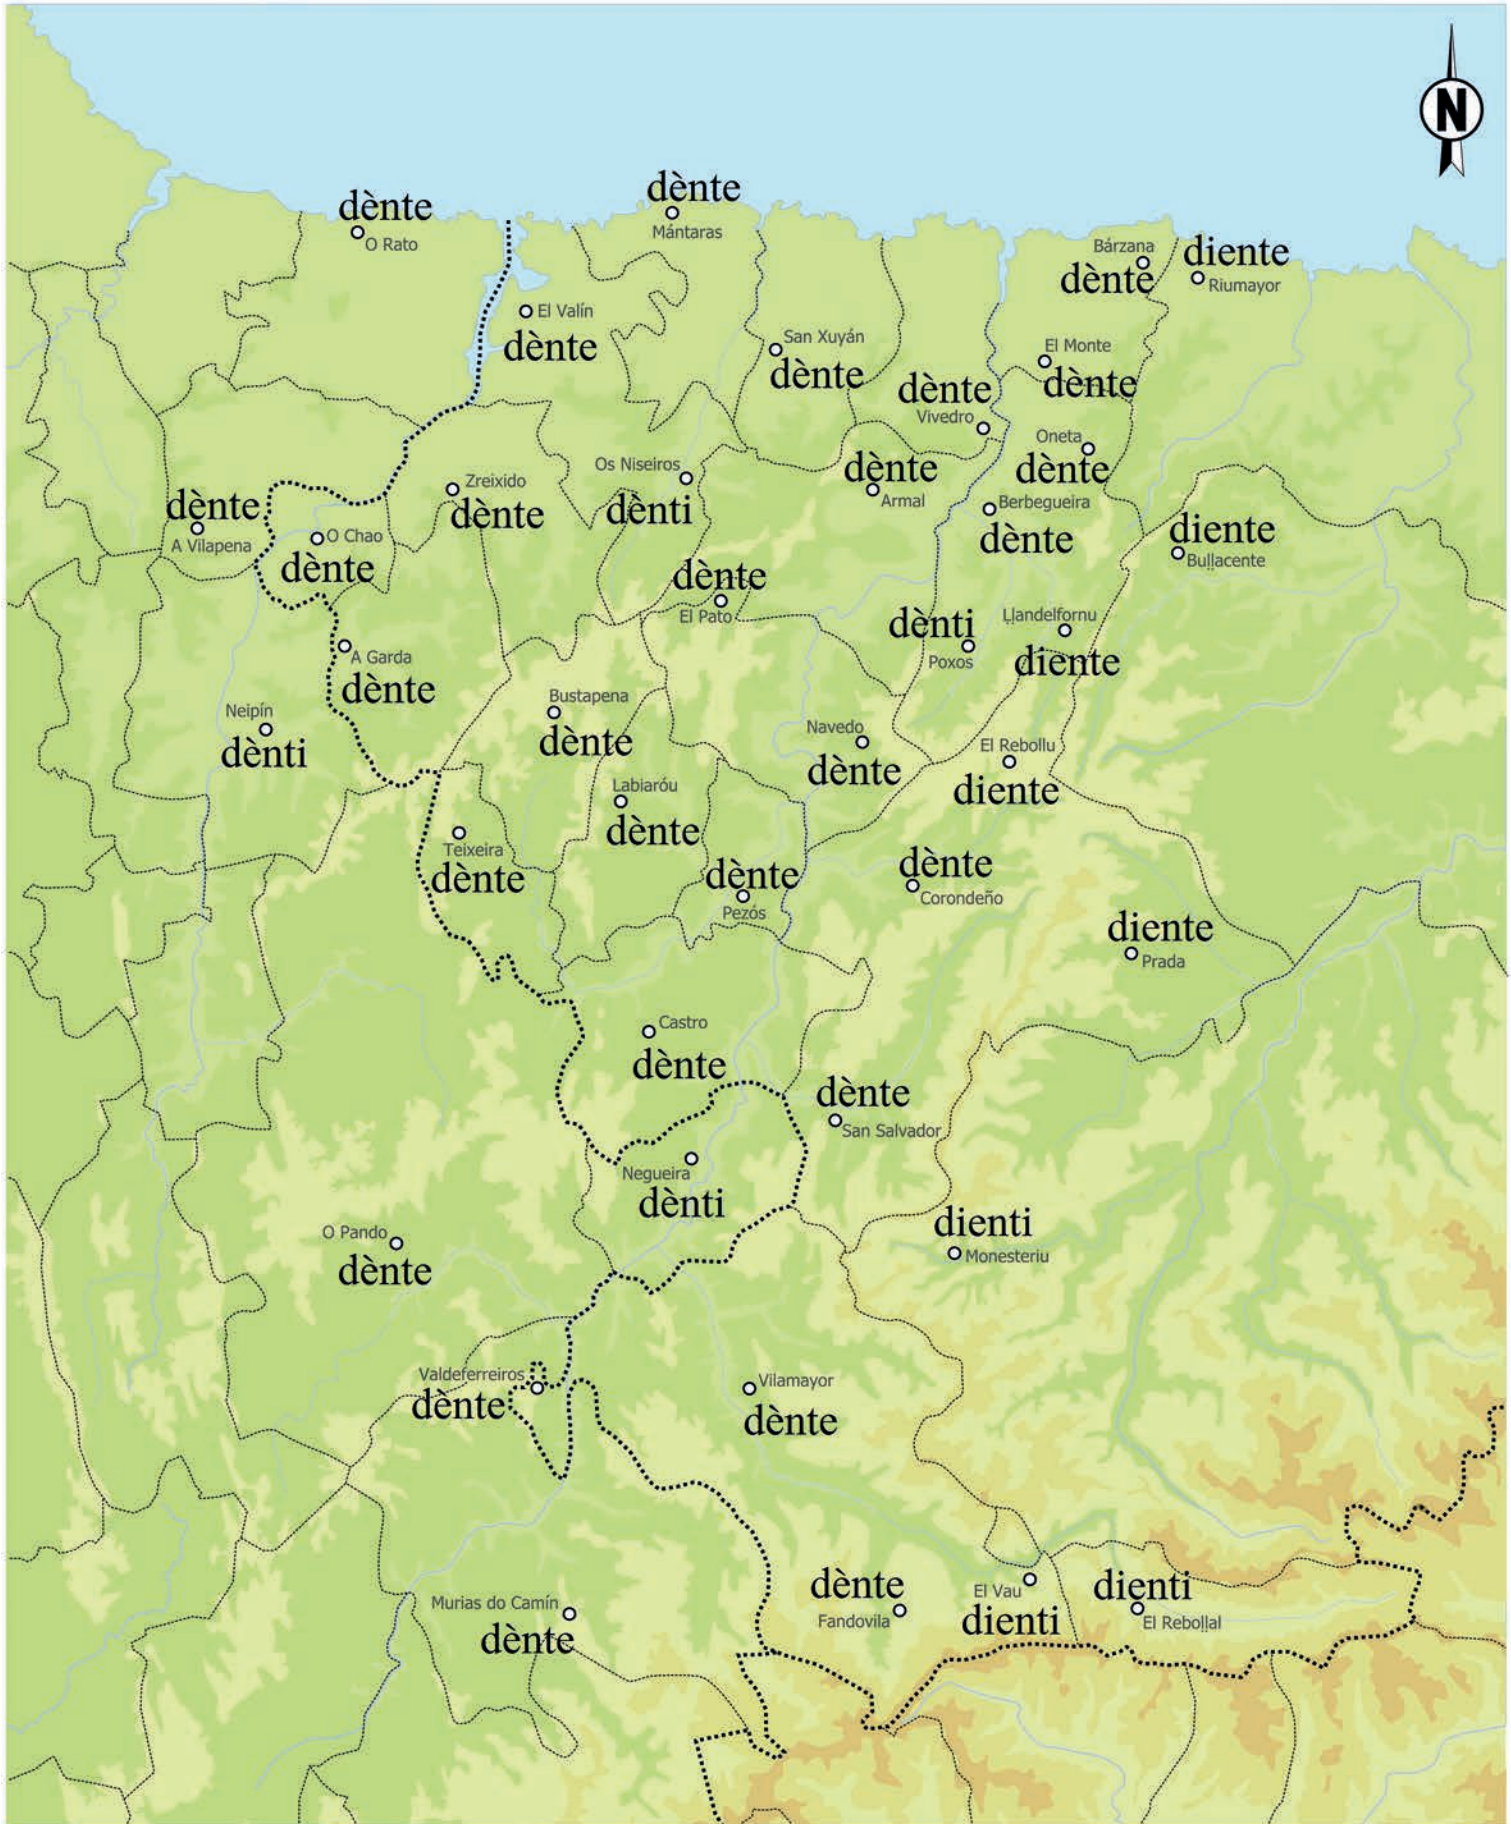 N
dènte
Mántaras
dènte
O Rato
Bárzana
dènte
diente
Riumayor
El Valín
dènte
San Xuyán
dènte
El Monte
dènte
dènte
Vivedro
Oneta
dènte
Os Niseiros
dènti
dènte
Armal
Zreixido
dènte
dènte
A Vilapena
O Chao
dènte
Berbegueira
dènte
diente
Buḷḷacente
dènte
El Pato
dènti
Poxos
Ḷḷandelfornu
diente
A Garda
dènte
Bustapena
dènte
Neipín
dènti
Navedo
dènte
El Rebollu
diente
Labiaróu
dènte
Teixeira
dènte
dènte
Pezós
dènte
Corondeño
diente
Prada
Castro
dènte
dènte
San Salvador
Negueira
dènti
O Pando
dènte
dienti
Monesteriu
Valdeferreiros
dènte
Vilamayor
dènte
dènte
Fandovila
El Vau
dienti
dienti
El Reboḷḷal
Murias do Camín
dènte